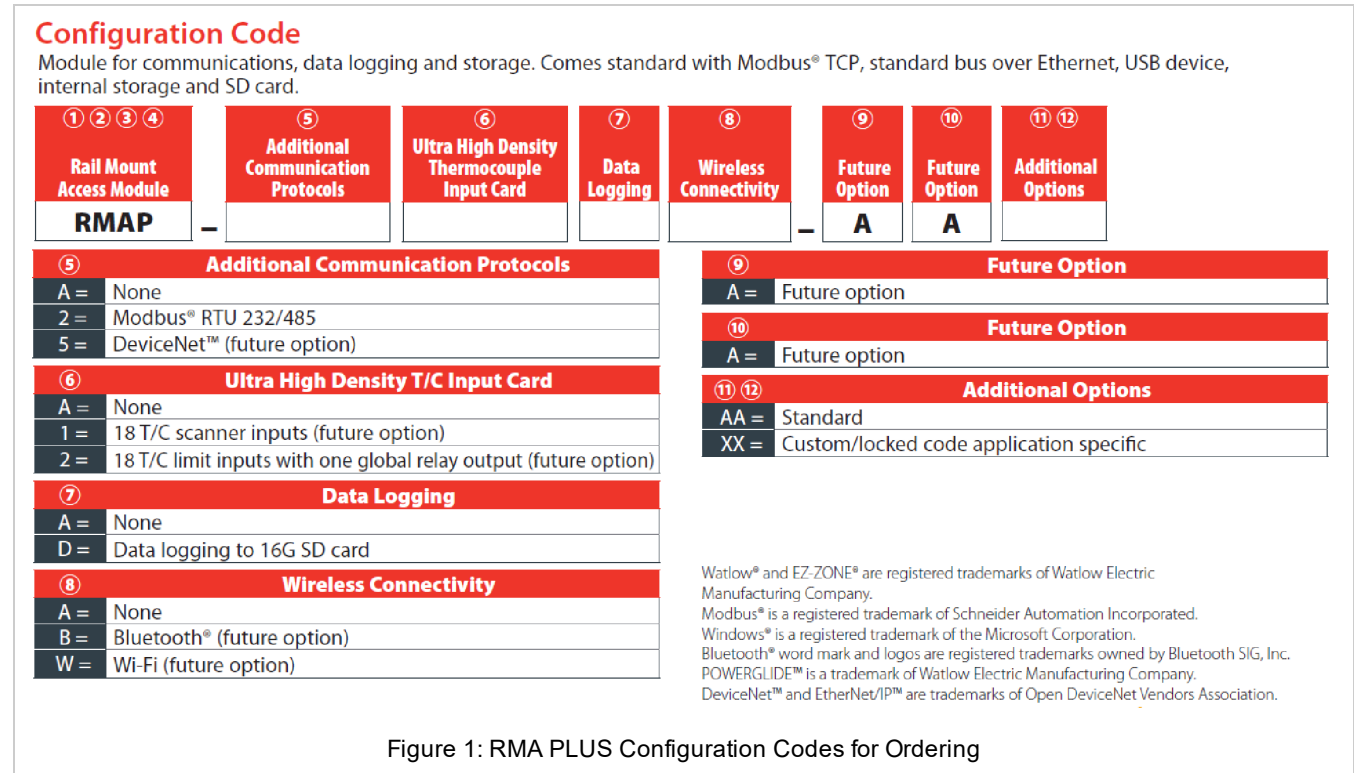 Configuration Code
Module for communications, data logging and storage. Comes standard with Modbus® TCP, standard bus over Ethernet, USB device,
internal storage and SD card.
① ② ③ ④
Rail Mount
Access Module
RMAP
–
⑤
Additional
Communication
Protocols
⑥
Ultra High Density
Thermocouple
Input Card
⑦
Data
Logging
⑧
Wireless
Connectivity
–
⑨
Future
Option
A
⑩
Future
Option
A
⑪ ⑫
Additional
Options
⑤ Additional Communication Protocols
A = None
2 = Modbus® RTU 232/485
5 = DeviceNet™ (future option)
⑥ Ultra High Density T/C Input Card
A = None
1 = 18 T/C scanner inputs (future option)
2 = 18 T/C limit inputs with one global relay output (future option)
⑦ Data Logging
A = None
D = Data logging to 16G SD card
⑧ Wireless Connectivity
A = None
B = Bluetooth® (future option)
W = Wi-Fi (future option)
⑨ Future Option
A = Future option
⑩ Future Option
A = Future option
⑪ ⑫ Additional Options
AA = Standard
XX = Custom/locked code application specific
Watlow® and EZ-ZONE® are registered trademarks of Watlow Electric
Manufacturing Company.
Modbus® is a registered trademark of Schneider Automation Incorporated.
Windows® is a registered trademark of the Microsoft Corporation.
Bluetooth® word mark and logos are registered trademarks owned by Bluetooth SIG, Inc.
POWERGLIDE™ is a trademark of Watlow Electric Manufacturing Company.
DeviceNet™ and EtherNet/IP™ are trademarks of Open DeviceNet Vendors Association.
Figure 1: RMA PLUS Configuration Codes for Ordering